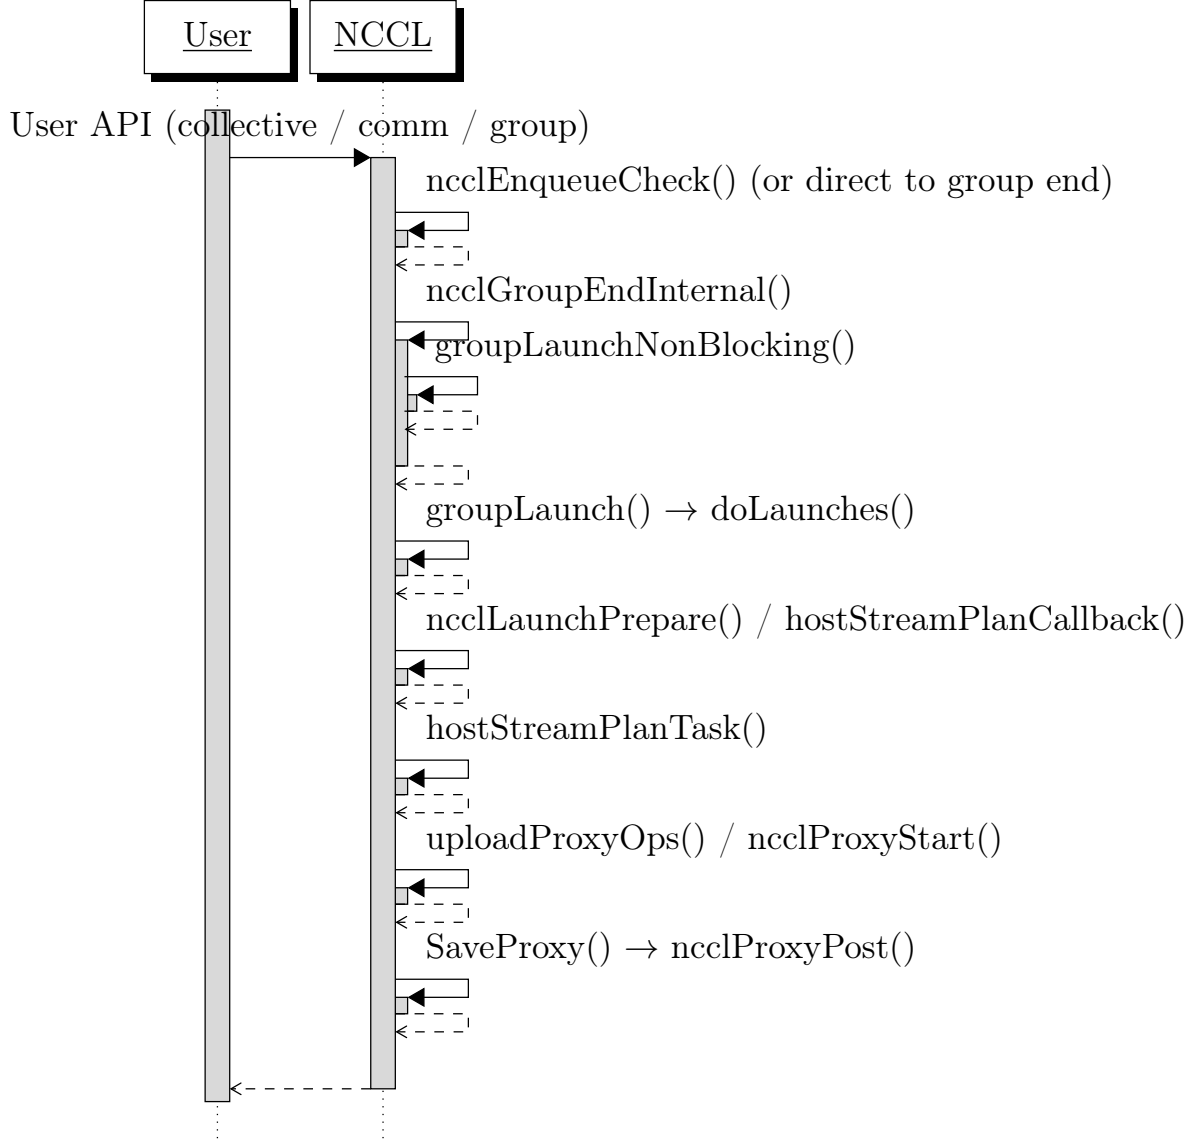 User
NCCL
User API (collective / comm / group)
ncclEnqueueCheck() (or direct to group end)
ncclGroupEndInternal()
groupLaunchNonBlocking()
groupLaunch() → doLaunches()
ncclLaunchPrepare() / hostStreamPlanCallback()
hostStreamPlanTask()
uploadProxyOps() / ncclProxyStart()
SaveProxy() → ncclProxyPost()